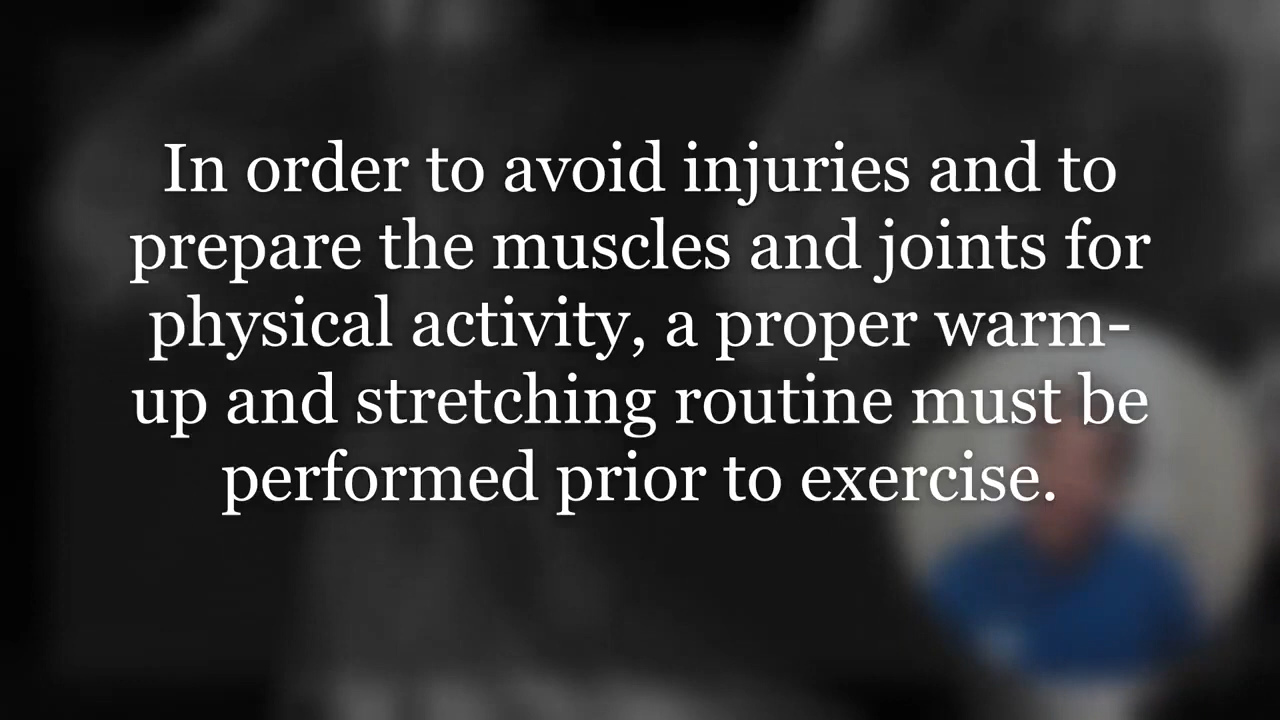 In order to avoid injuries and to
prepare the muscles and joints for
physical activity, a proper warm-
up and stretching routine must be
performed prior to exercise.